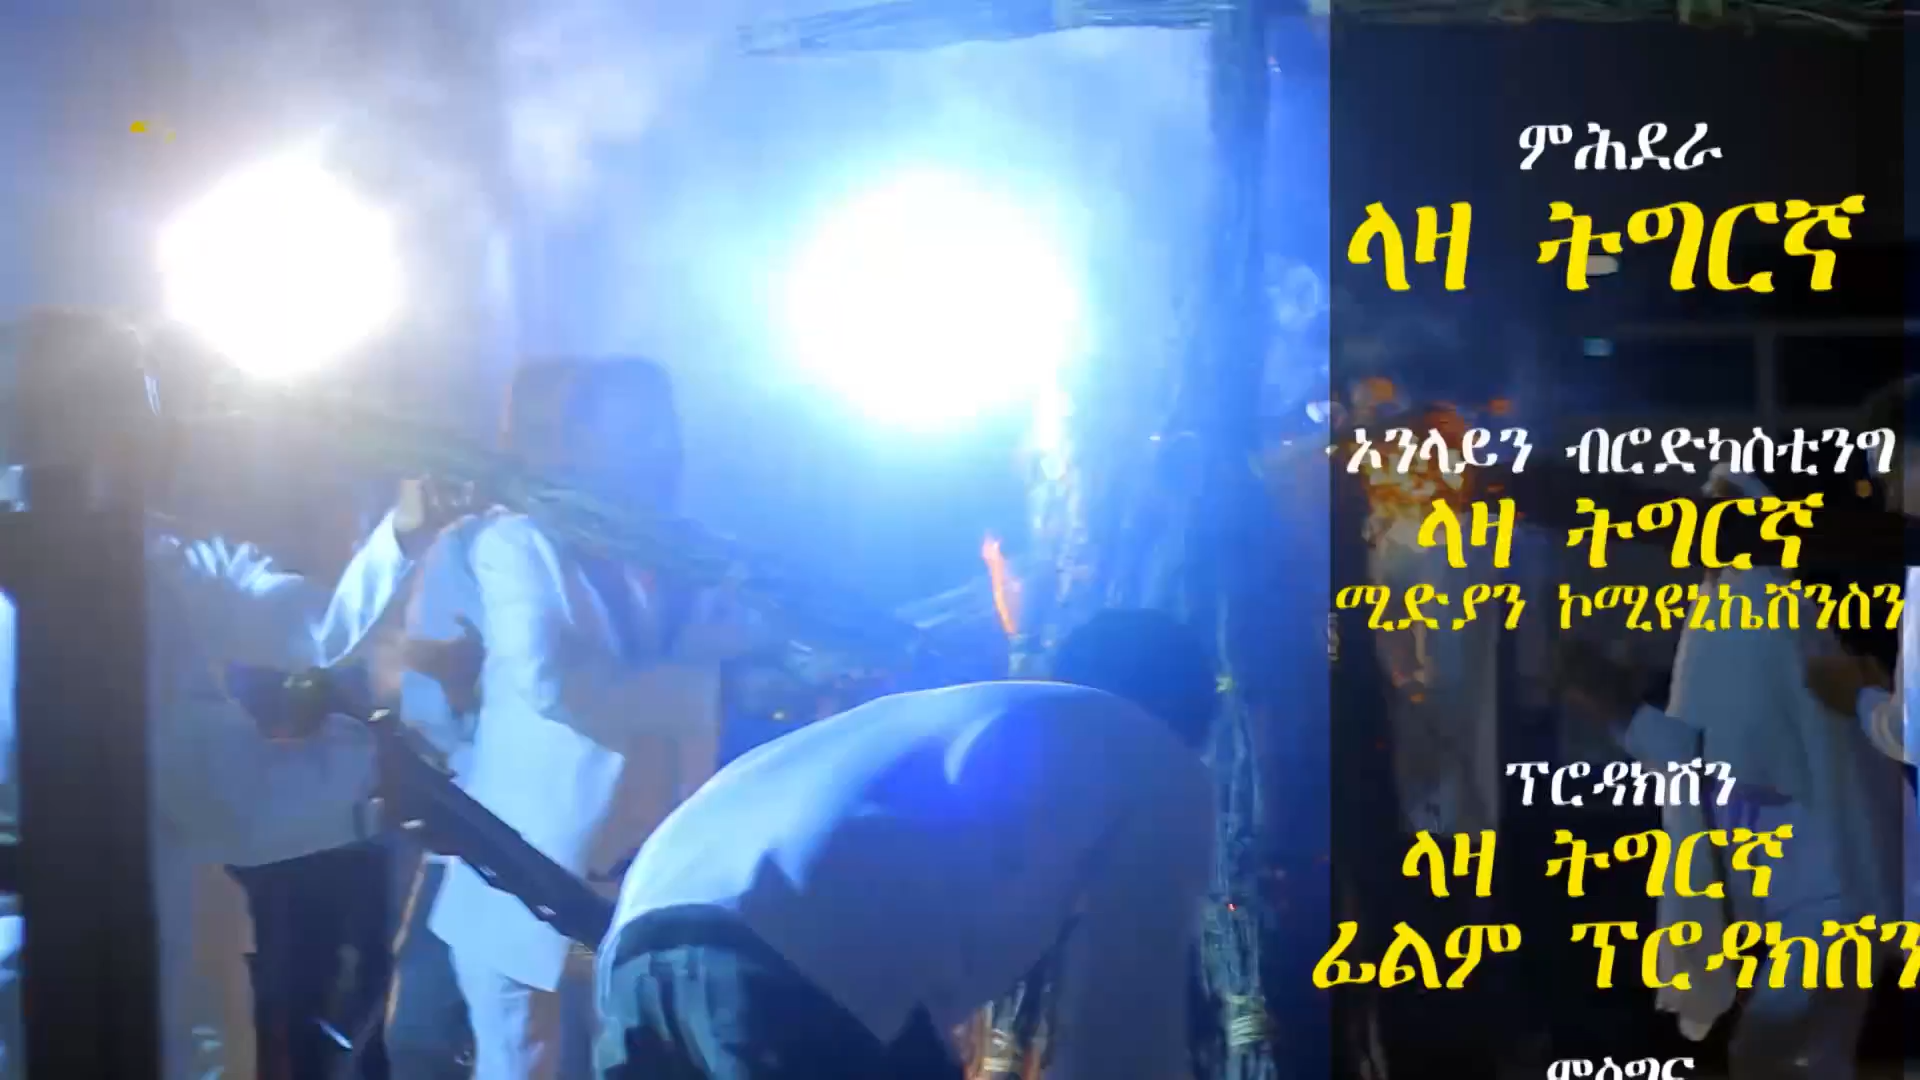 ምሕደራ
ላዛ ትግርኛ
ኦንላይን ብሮድካስቲንግ
ላዛ ትግርኛ
ሚድያን ኮሚዩኒኬሽንስን
ፕሮዳክሽን
ላዛ ትግርኛ
ፊልም ፕሮዳክሽን